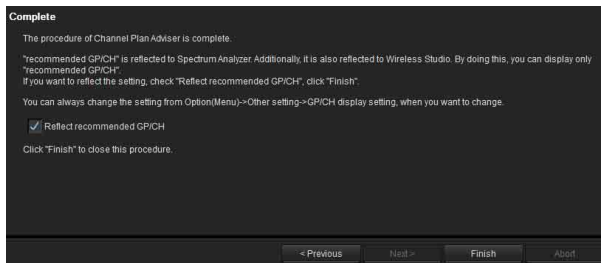 Complete
The procedure of Channel Plan Adviser is complete.
"recommended GP/CH" is reflected to Spectrum Analyzer. Additionally, it is also reflected to Wireless Studio. By doing this, you can display only
"recommended GP/CH".
If you want to reflect the setting, check "Reflect recommended GP/CH", click "Finish".
You can always change the setting from Option(Menu)->Other setting->GP/CH display setting, when you want to change.
Reflect recommended GP/CH
Click "Finish" to close this procedure.
< Previous Next > Finish Abort